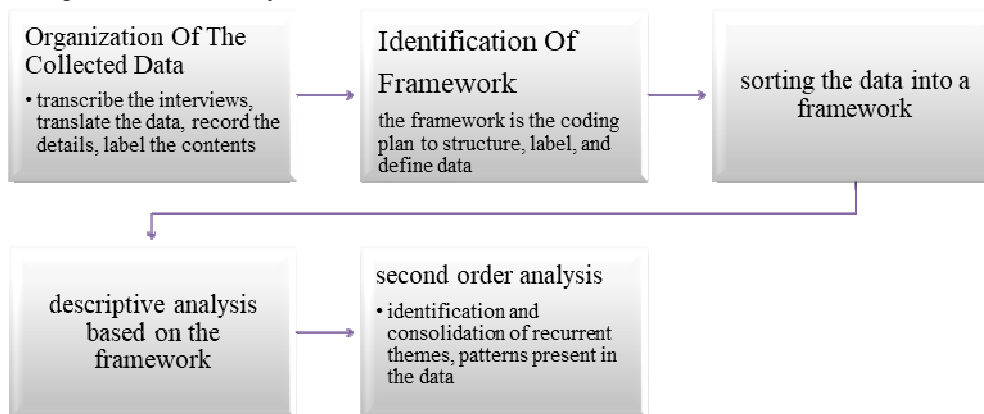 Organization Of The
Collected Data
• transcribe the interviews,
translate the data, record the
details, label the contents
Identification Of
Framework
the framework is the coding
plan to structure, label, and
define data
sorting the data into a
framework
descriptive analysis
based on the
framework
second order analysis
• identification and
consolidation of recurrent
themes, patterns present in
the data